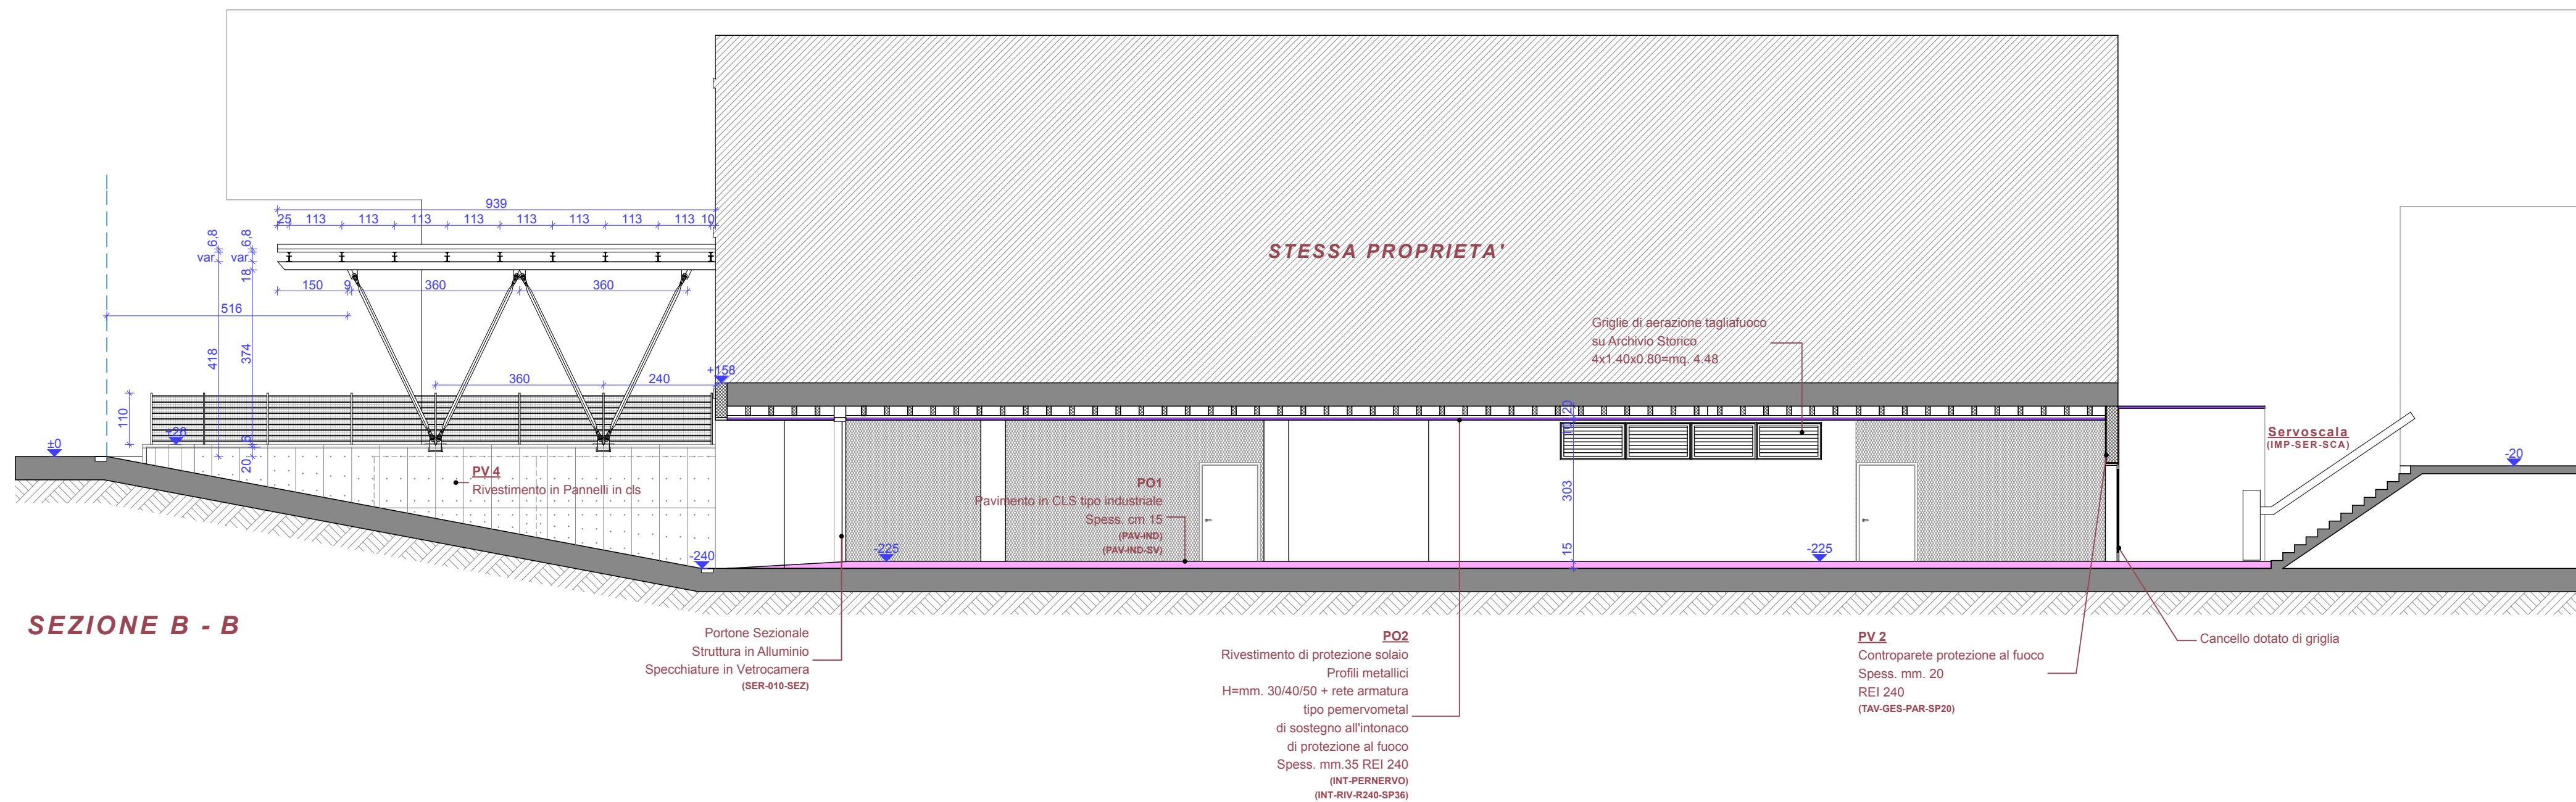 939
25 113 113 113 113 113 113 113 113 10
6,8 6,8
var. var.
18
150 9 360 360
516
418
374
STESSA PROPRIETA'
Griglie di aerazione tagliafuoco
su Archivio Storico
4x1.40x0.80=mq. 4.48
+158
360 240
110
±0
+28
20
PV 4
Rivestimento in Pannelli in cls
PO1
Pavimento in CLS tipo industriale
Spess. cm 15
(PAV-IND)
(PAV-IND-SV)
20
303
15
Servoscala
(IMP-SER-SCA)
-20
-240
-225
-225
SEZIONE B - B
Portone Sezionale
Struttura in Alluminio
Specchiature in Vetrocamera
(SER-010-SEZ)
PO2
Rivestimento di protezione solaio
Profili metallici
H=mm. 30/40/50 + rete armatura
tipo pemervometal
di sostegno all'intonaco
di protezione al fuoco
Spess. mm.35 REI 240
(INT-PERNERVO)
(INT-RIV-R240-SP36)
PV 2
Controparete protezione al fuoco
Spess. mm. 20
REI 240
(TAV-GES-PAR-SP20)
Cancello dotato di griglia